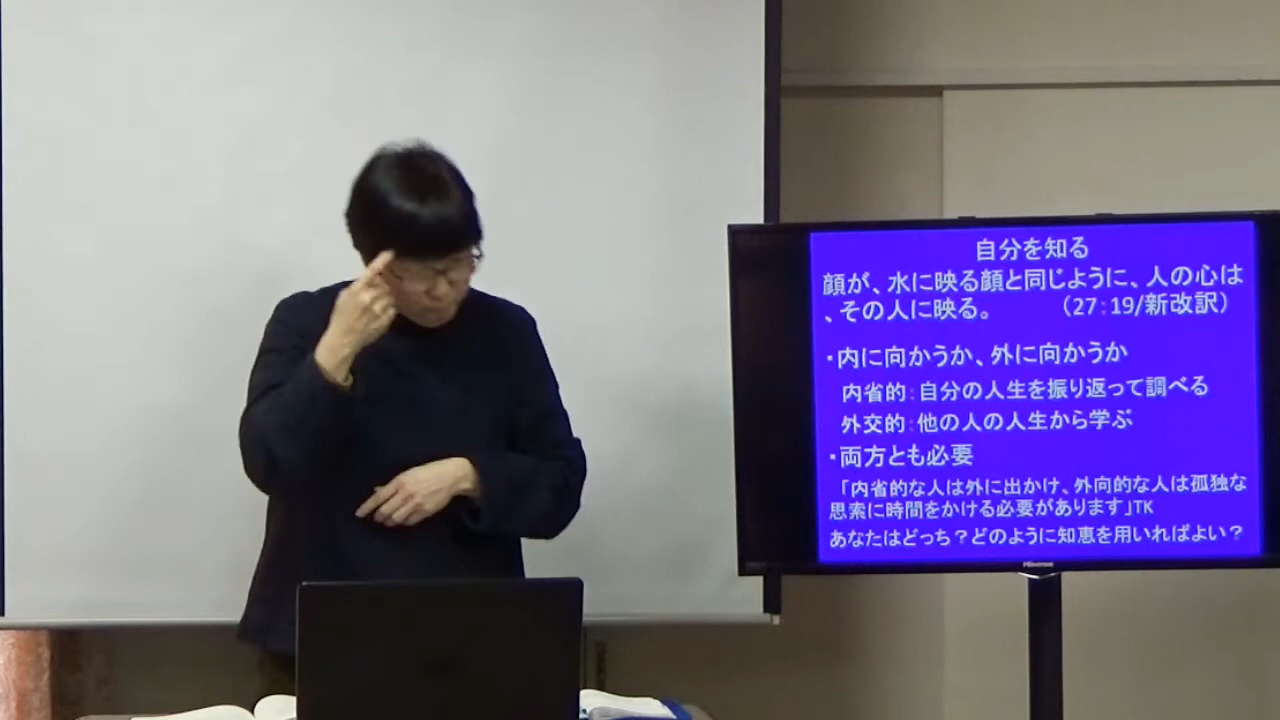 自分を知る
顔が、水に映る顔と同じように、人の心は
、その人に映る。 （27：19/新改訳）
・内に向かうか、外に向かうか
内省的：自分の人生を振り返って調べる
外交的：他の人の人生から学ぶ
・両方とも必要
「内省的な人は外に出かけ、外向的な人は孤独な
思索に時間をかける必要があります」TK
あなたはどっち？どのように知恵を用いればよい？
Hisense